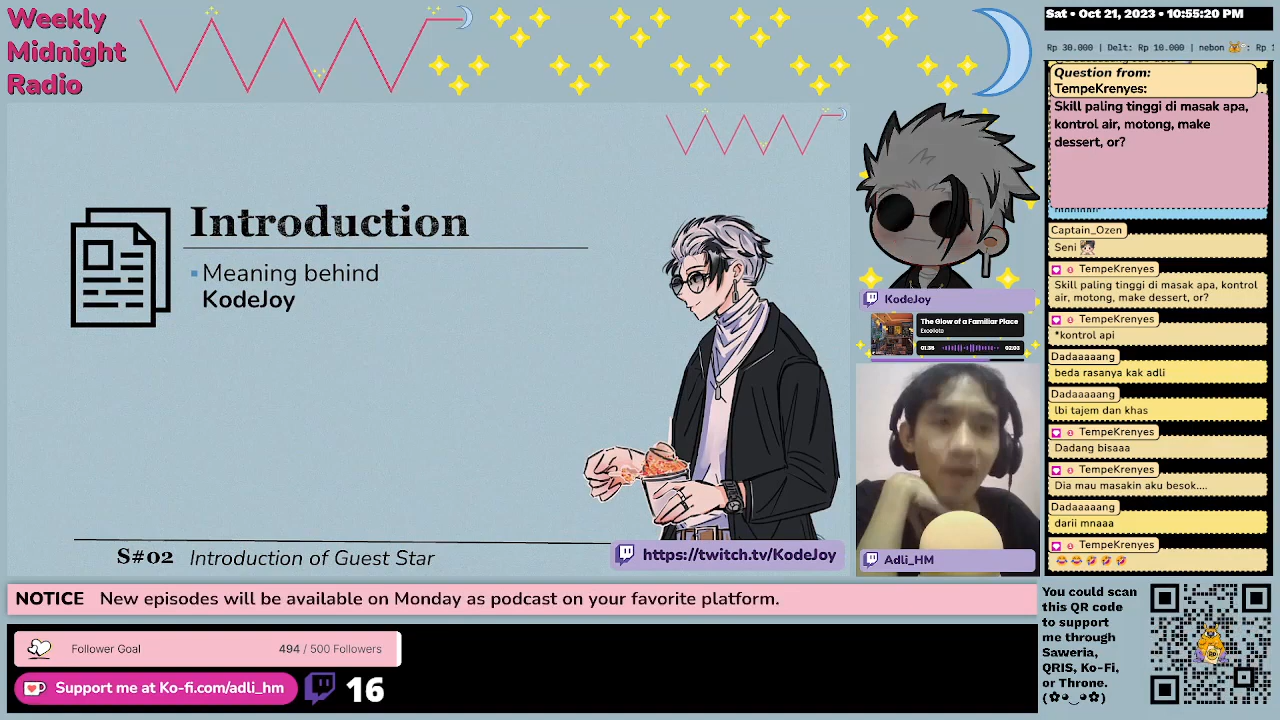 Weekly
Midnight
Radio
Sat • Oct 21, 2023 • 10:55:20 PM
Rp 30.000 | Delt: Rp 10.000 | nebon : Rp 1
Question from:
TempeKrenyes:
Skill paling tinggi di masak apa,
kontrol air, motong, make
dessert, or?
Introduction
Meaning behind
KodeJoy
S#02 Introduction of Guest Star
https://twitch.tv/KodeJoy
KodeJoy
The Glow of a Familiar Place
Excelleta
01:36
02:03
Adli_HM
Captain_Ozen
Seni
TempeKrenyes
Skill paling tinggi di masak apa, kontrol
air, motong, make dessert, or?
TempeKrenyes
*kontrol api
Dadaaaaang
beda rasanya kak adli
Dadaaaaang
lbi tajem dan khas
TempeKrenyes
Dadang bisaaa
TempeKrenyes
Dia mau masakin aku besok....
Dadaaaaang
darii mnaaa
TempeKrenyes
😂😂🤣🤣🤣
NOTICE New episodes will be available on Monday as podcast on your favorite platform.
Follower Goal
494 / 500 Followers
Support me at Ko-fi.com/adli_hm
16
You could scan
this QR code
to support
me through
Saweria,
QRIS, Ko-Fi,
or Throne.
(✿◕‿◕✿)